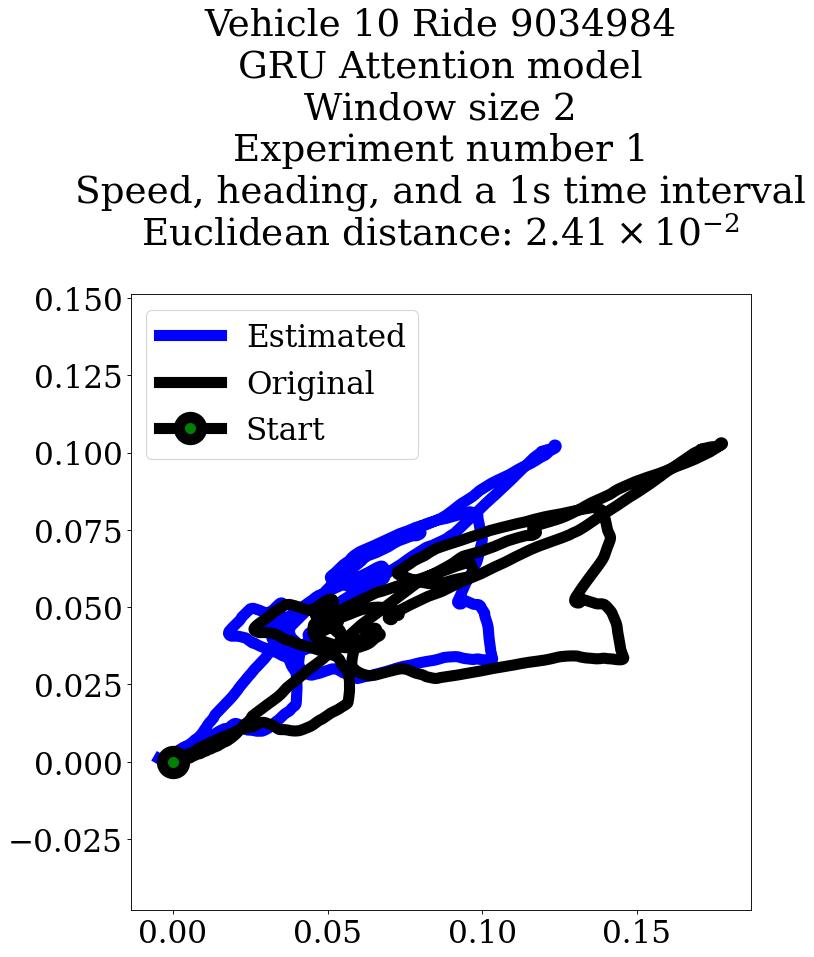 Vehicle 10 Ride 9034984
GRU Attention model
Window size 2
Experiment number 1
Speed, heading, and a 1s time interval
Euclidean distance: 2.41 × 10⁻²
0.150
0.125
0.100
0.075
0.050
0.025
0.000
−0.025
Estimated
Original
Start
0.00
0.05
0.10
0.15